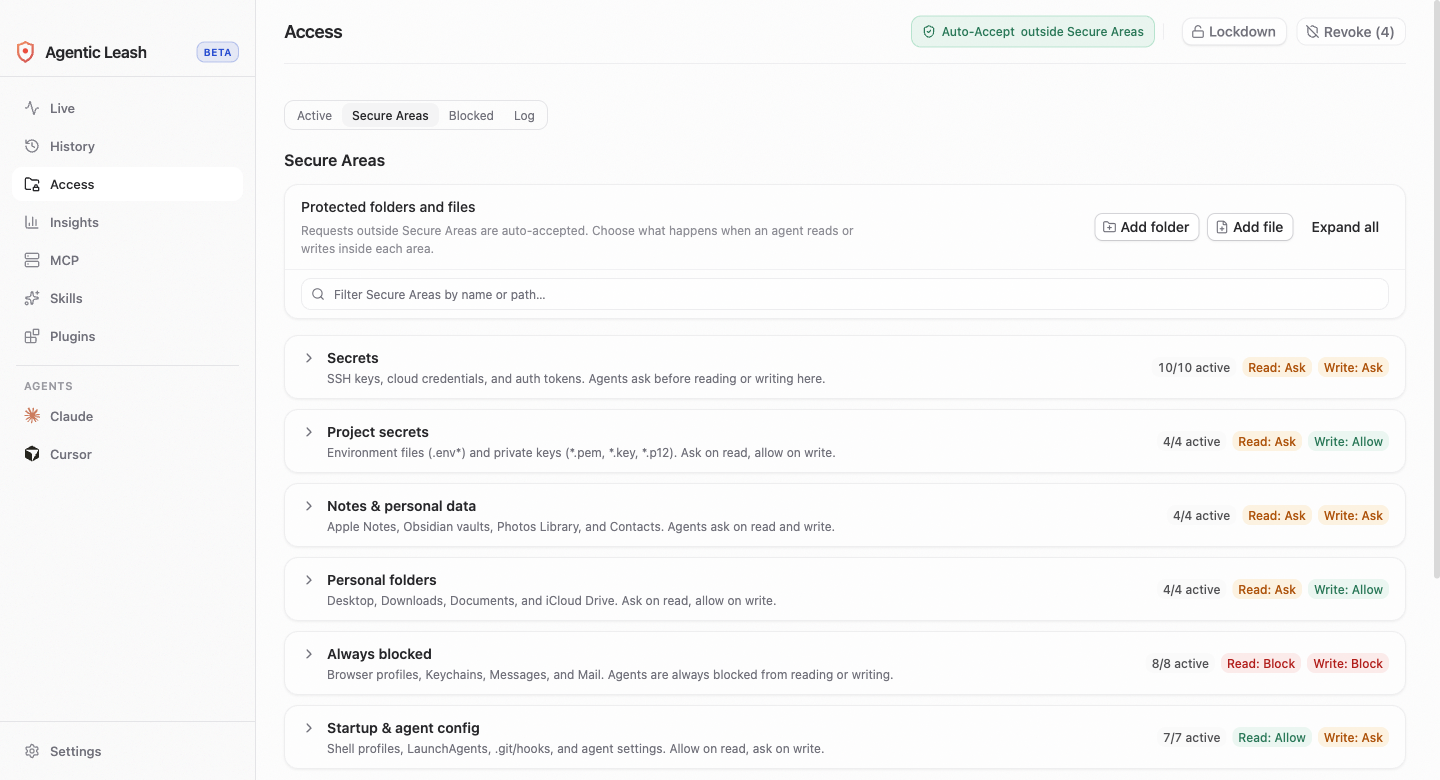 Agentic Leash
BETA
Live
History
Access
Insights
MCP
Skills
Plugins
AGENTS
Claude
Cursor
Settings
Access
Auto-Accept outside Secure Areas
Lockdown
Revoke (4)
Active
Secure Areas
Blocked
Log
Secure Areas
Protected folders and files
Requests outside Secure Areas are auto-accepted. Choose what happens when an agent reads or
writes inside each area.
Add folder
Add file
Expand all
Filter Secure Areas by name or path...
Secrets
SSH keys, cloud credentials, and auth tokens. Agents ask before reading or writing here.
10/10 active
Read: Ask
Write: Ask
Project secrets
Environment files (.env*) and private keys (*.pem, *.key, *.p12). Ask on read, allow on write.
4/4 active
Read: Ask
Write: Allow
Notes & personal data
Apple Notes, Obsidian vaults, Photos Library, and Contacts. Agents ask on read and write.
4/4 active
Read: Ask
Write: Ask
Personal folders
Desktop, Downloads, Documents, and iCloud Drive. Ask on read, allow on write.
4/4 active
Read: Ask
Write: Allow
Always blocked
Browser profiles, Keychains, Messages, and Mail. Agents are always blocked from reading or writing.
8/8 active
Read: Block
Write: Block
Startup & agent config
Shell profiles, LaunchAgents, .git/hooks, and agent settings. Allow on read, ask on write.
7/7 active
Read: Allow
Write: Ask